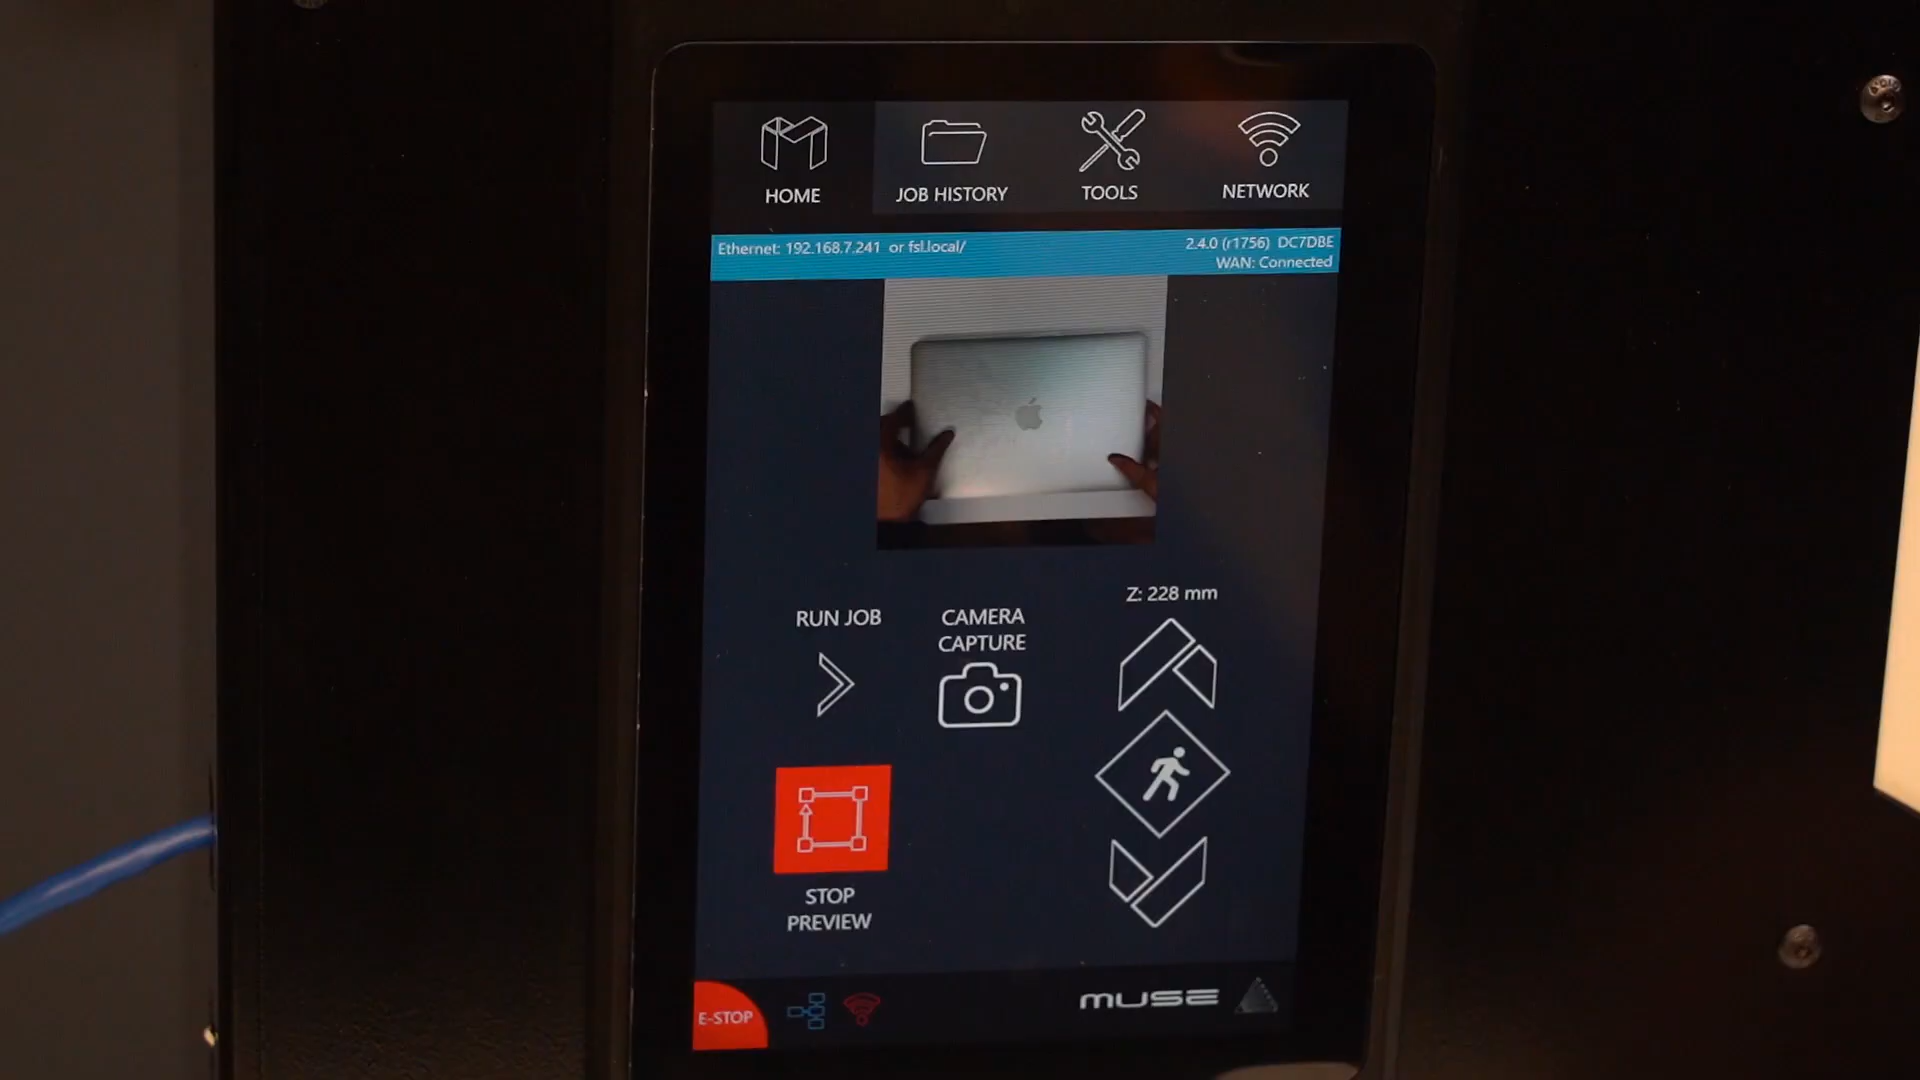 HOME
JOB HISTORY
TOOLS
NETWORK
Ethernet: 192.168.7.241 or fsl.local/
2.4.0 (r1756) DC7DBE
WAN: Connected
Z: 228 mm
RUN JOB
CAMERA
CAPTURE
STOP
PREVIEW
E-STOP
MUSE